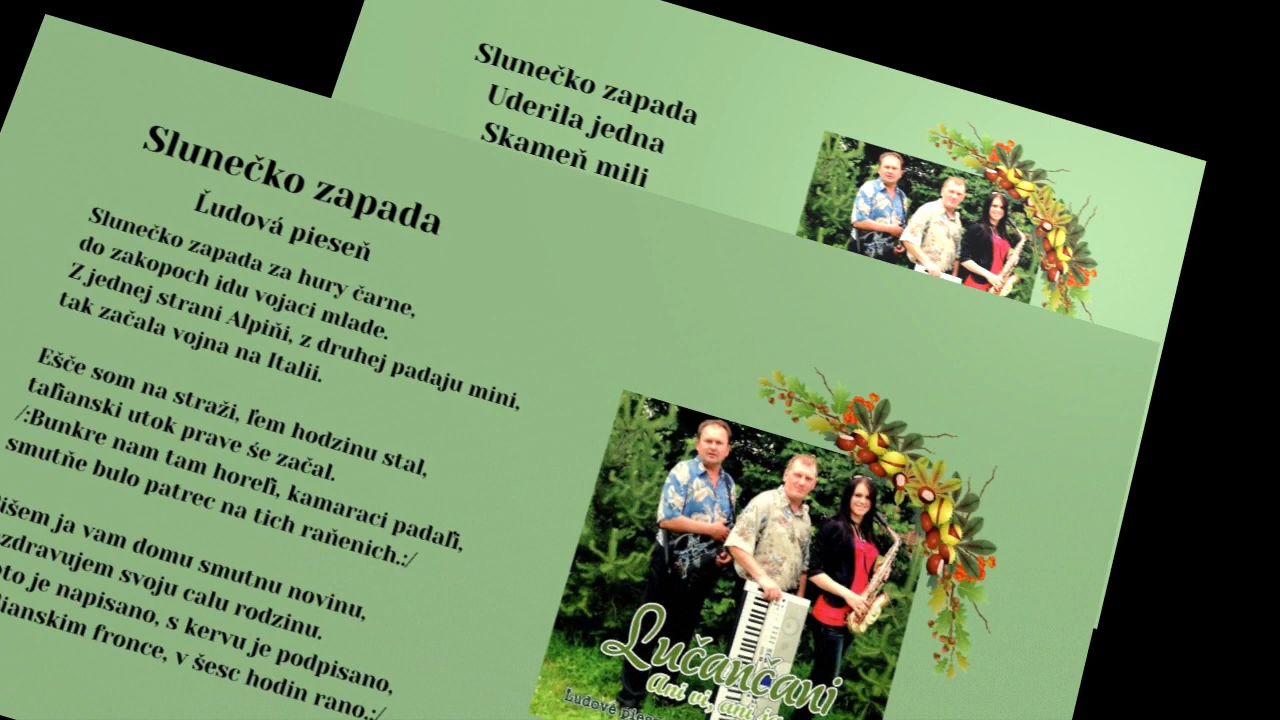 Slunečko zapada
Uderila jedna
Skameň mili
Slunečko zapada
Ľudová pieseň
Slunečko zapada za hury čarne,
do zakopoch idu vojaci mlade.
Z jednej strani Alpiňi, z druhej padaju mini,
tak začala vojna na Italii.
Ešče som na straži, ľem hodzinu stal,
taľianski utok prave še začal.
/:Bunkre nam tam horeľi, kamaraci padaľi,
smutňe bulo patrec na tich raňenich.:/
ja vam domu smutnu novinu,
svoju calu rodzinu.
je napisano, s kervu je podpisano,
fronce, v šesc hodin rano.:/
Lučančani
Ani vi, ani ja
Ľudové